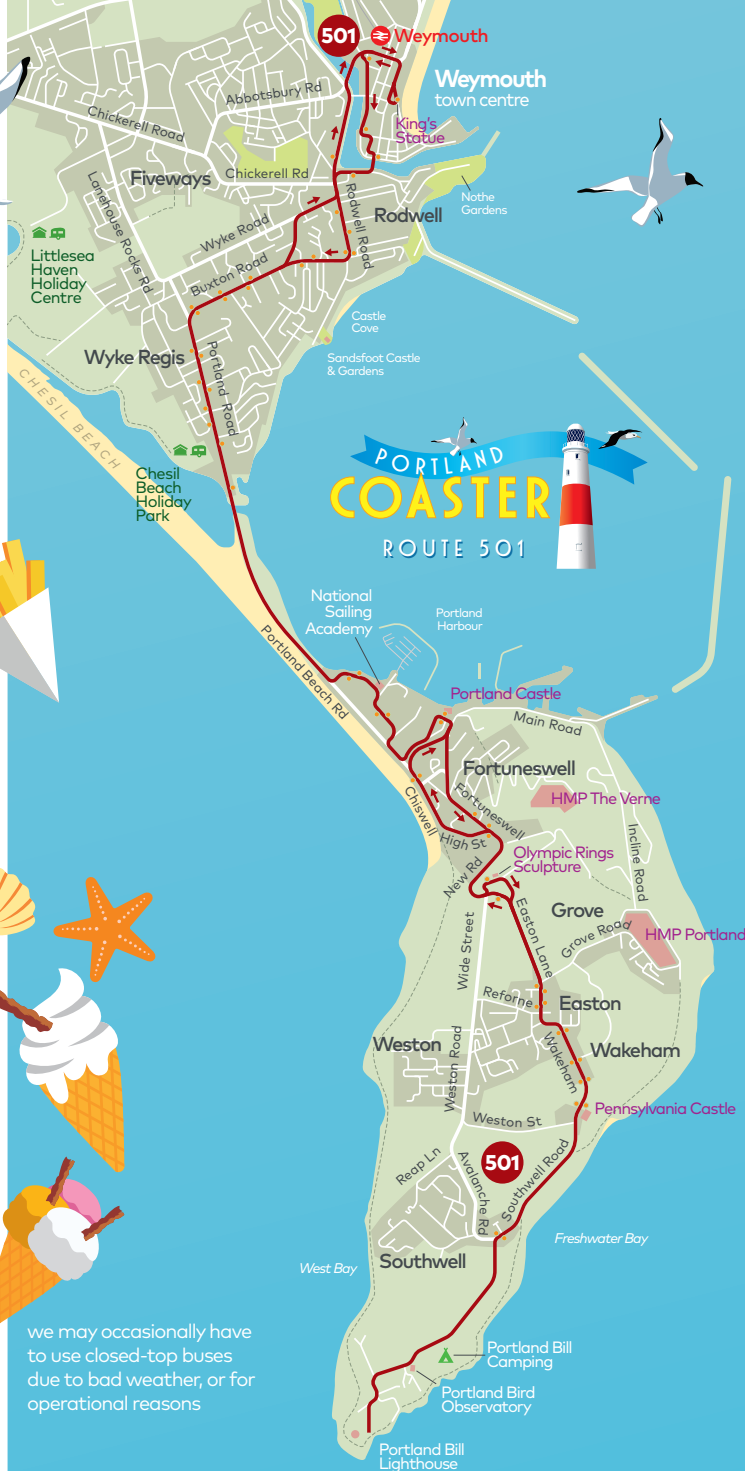 501
Weymouth
Weymouth
town centre
Abbotsbury Rd
Chickerell Road
King's
Statue
Fiveways
Chickerell Rd
Lanehouse Rocks Rd
Nothe
Gardens
Rodwell
Rodwell Road
Wyke Road
Littlesea
Haven
Holiday
Centre
Buxton Road
Castle
Cove
Wyke Regis
Portland Road
Sandsfoot Castle
& Gardens
CHESIL BEACH
Chesil
Beach
Holiday
Park
PORTLAND
COASTER
ROUTE 501
National
Sailing
Academy
Portland
Harbour
Portland Beach Rd
Portland Castle
Main Road
Fortuneswell
Chiswell
Fortuneswell
HMP The Verne
High St
Incline Road
New Rd
Olympic Rings
Sculpture
Easton Lane
Grove
Wide Street
Grove Road
HMP Portland
Reforne
Easton
Weston
Weston Road
Wakeham
Wakeham
Weston St
Pennsylvania Castle
Reap Ln
Avalanche Rd
501
Southwell Road
Freshwater Bay
Southwell
West Bay
we may occasionally have
to use closed-top buses
due to bad weather, or for
operational reasons
Portland Bill
Camping
Portland Bird
Observatory
Portland Bill
Lighthouse